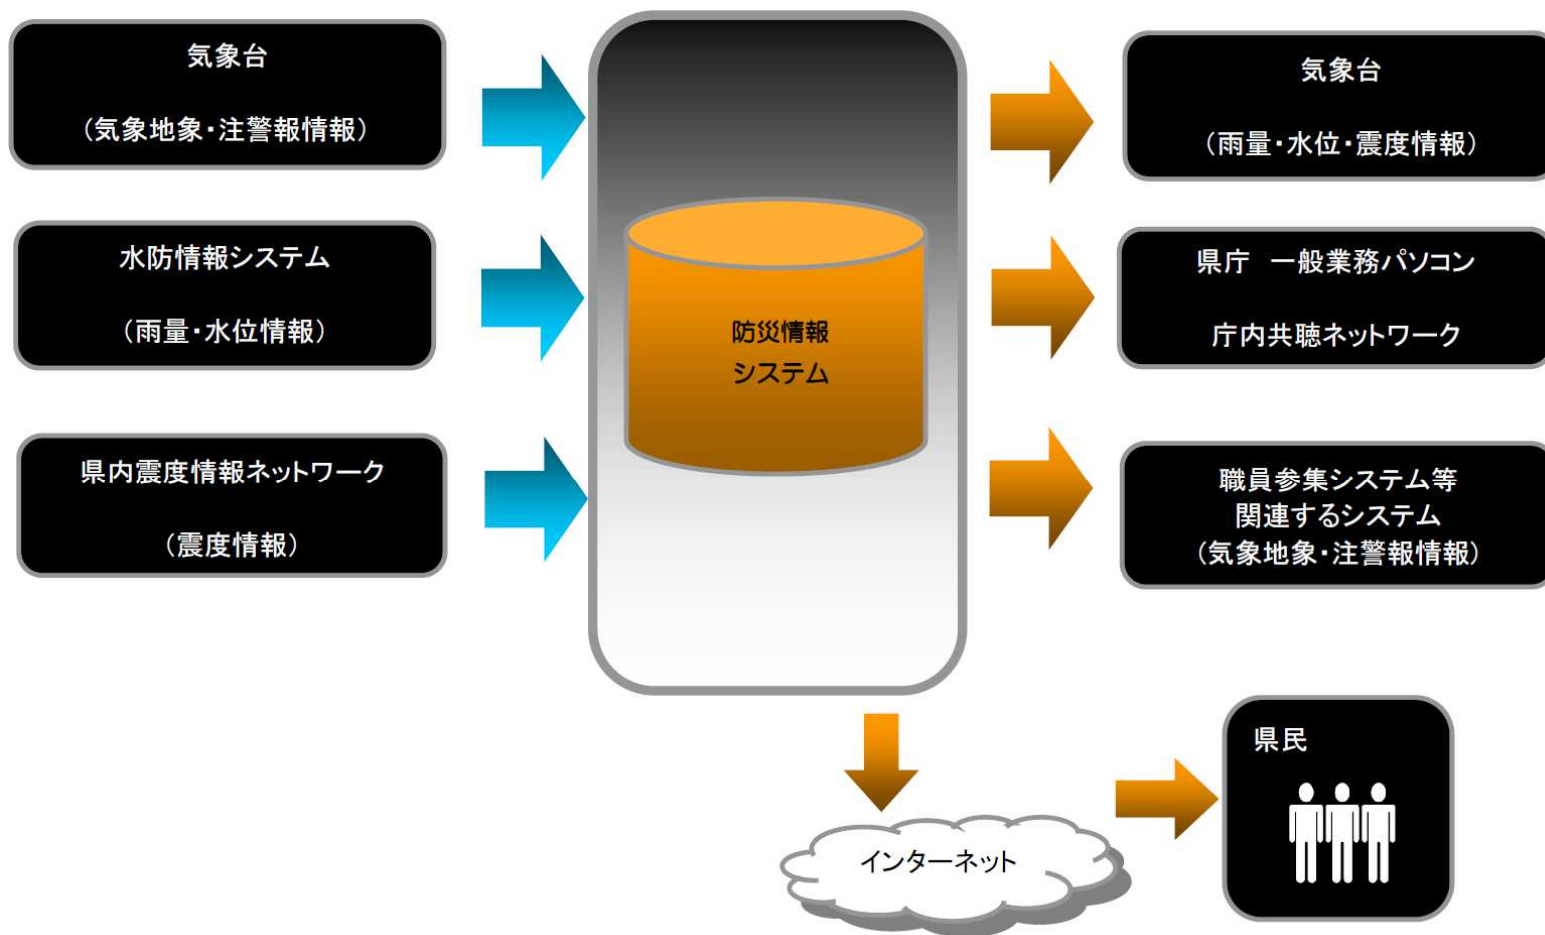 気象台
（気象地象・注警報情報）
水防情報システム
（雨量・水位情報）
県内震度情報ネットワーク
（震度情報）
防災情報
システム
気象台
（雨量・水位・震度情報）
県庁　一般業務パソコン
庁内共聴ネットワーク
職員参集システム等
関連するシステム
（気象地象・注警報情報）
インターネット
県民